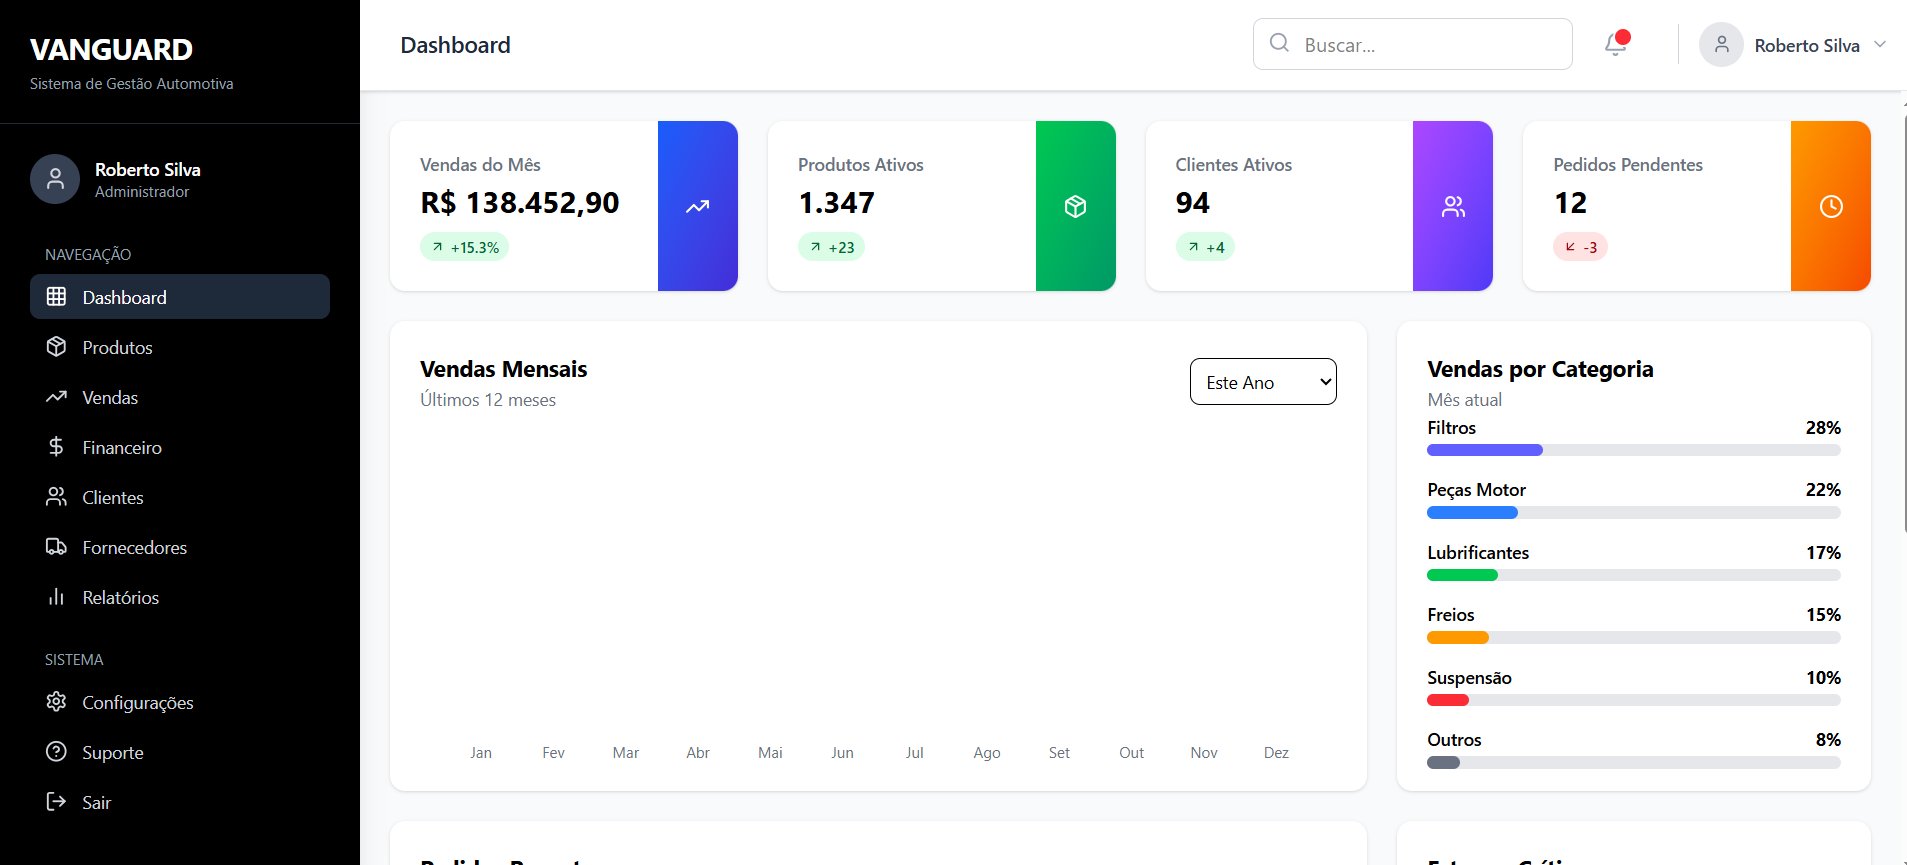 VANGUARD
Sistema de Gestão Automotiva
Roberto Silva
Administrador
NAVEGAÇÃO
Dashboard
Produtos
Vendas
Financeiro
Clientes
Fornecedores
Relatórios
SISTEMA
Configurações
Suporte
Sair
Dashboard
Buscar...
Roberto Silva
Vendas do Mês
R$ 138.452,90
+15.3%
Produtos Ativos
1.347
+23
Clientes Ativos
94
+4
Pedidos Pendentes
12
-3
Vendas Mensais
Últimos 12 meses
Este Ano
Jan Fev Mar Abr Mai Jun Jul Ago Set Out Nov Dez
Vendas por Categoria
Mês atual
Filtros 28%
Peças Motor 22%
Lubrificantes 17%
Freios 15%
Suspensão 10%
Outros 8%